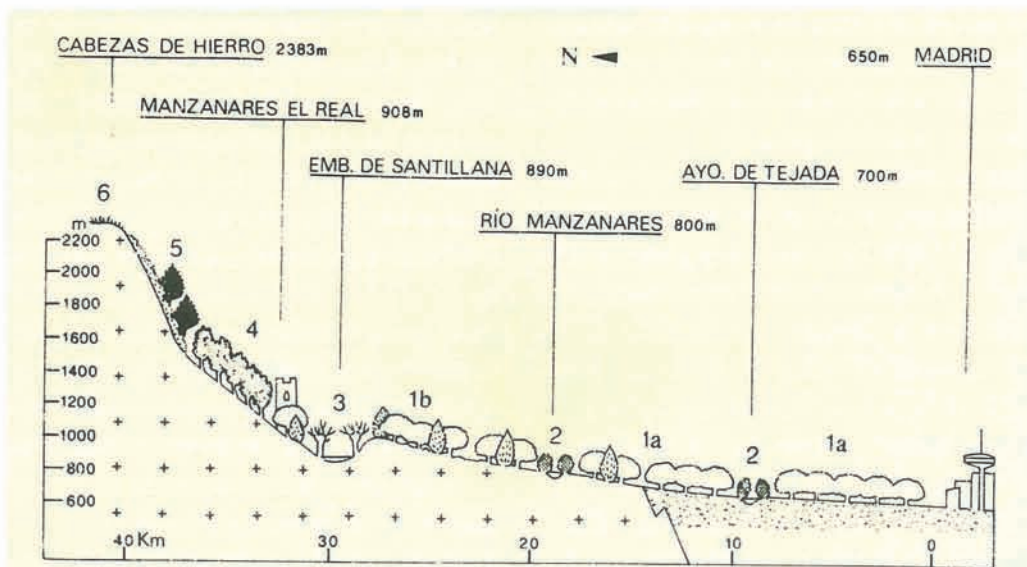 CABEZAS DE HIERRO 2383m
N
650m MADRID
MANZANARES EL REAL 908m
EMB. DE SANTILLANA 890m
AYO. DE TEJADA 700m
RÍO MANZANARES 800m
6
m
2200
2000
1800
1600
1400
1200
1000
800
600
5
4
3
1b
2
1a
2
1a
40 Km
30
20
10
0